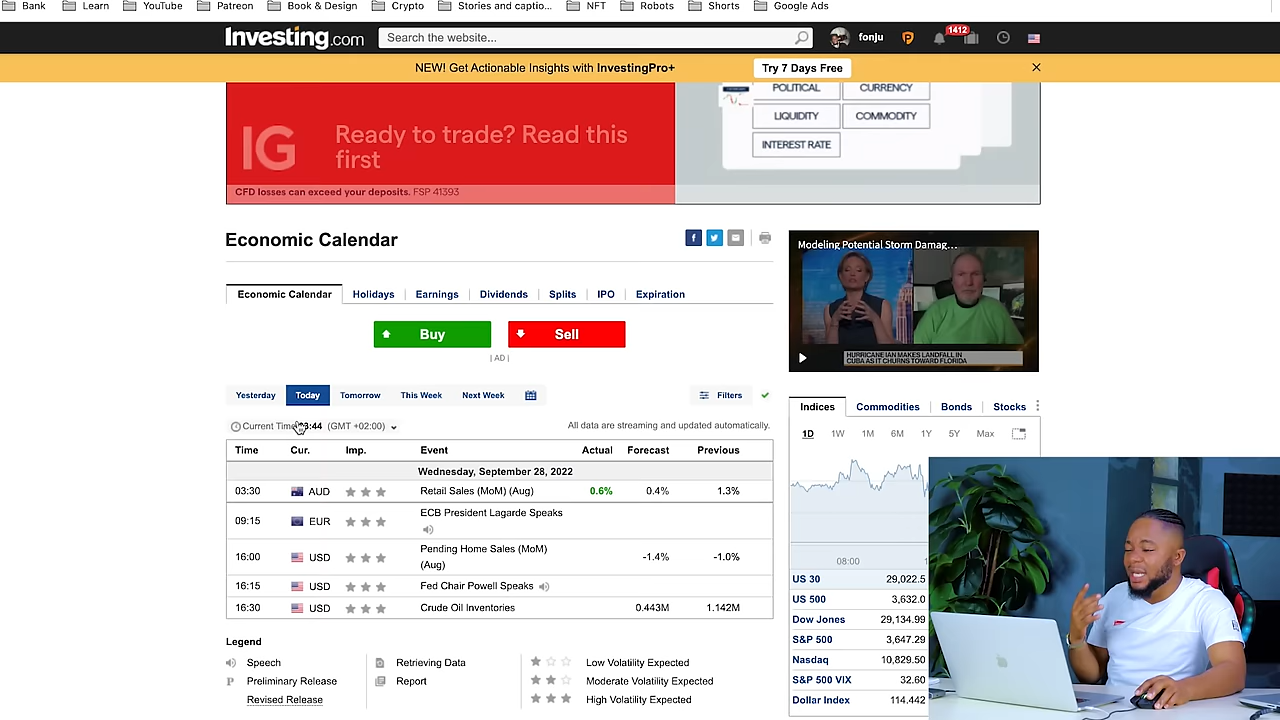 Bank Learn YouTube Patreon Book & Design Crypto Stories and captio... NFT Robots Shorts Google Ads
Investing.com Search the website... fonju 1412
NEW! Get Actionable Insights with InvestingPro+ Try 7 Days Free
IG Ready to trade? Read this
first
CFD losses can exceed your deposits. FSP 41393
POLITICAL CURRENCY
LIQUIDITY COMMODITY
INTEREST RATE
Economic Calendar
Economic Calendar Holidays Earnings Dividends Splits IPO Expiration
Buy Sell
| AD |
Yesterday Today Tomorrow This Week Next Week Filters
Current Time :44 (GMT +02:00) All data are streaming and updated automatically.
Time Cur. Imp. Event Actual Forecast Previous
Wednesday, September 28, 2022
03:30 AUD Retail Sales (MoM) (Aug) 0.6% 0.4% 1.3%
09:15 EUR ECB President Lagarde Speaks
16:00 USD Pending Home Sales (MoM)
(Aug) -1.4% -1.0%
16:15 USD Fed Chair Powell Speaks
16:30 USD Crude Oil Inventories 0.443M 1.142M
Legend
Speech Retrieving Data Low Volatility Expected
P Preliminary Release Report Moderate Volatility Expected
Revised Release High Volatility Expected
Modeling Potential Storm Damag...
HURRICANE IAN MAKES LANDFALL IN
CUBA AS IT CHURNS TOWARD FLORIDA
Indices Commodities Bonds Stocks
1D 1W 1M 6M 1Y 5Y Max
08:00
US 30 29,022.5
US 500 3,632.0
Dow Jones 29,134.99
S&P 500 3,647.29
Nasdaq 10,829.50
S&P 500 VIX 32.60
Dollar Index 114.442